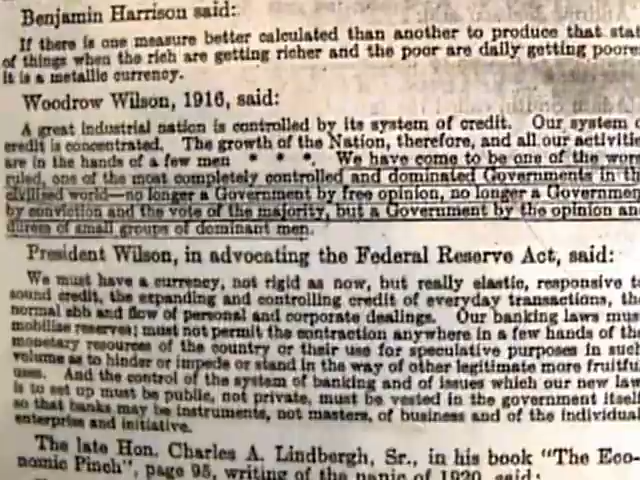 Benjamin Harrison said:
If there is one measure better calculated than another to produce that stat
of things when the rich are getting richer and the poor are daily getting poore
it is a metallic currency.
Woodrow Wilson, 1916, said:
A great industrial nation is controlled by its system of credit. Our system o
credit is concentrated. The growth of the Nation, therefore, and all our activitie
are in the hands of a few men * * *. We have come to be one of the wors
ruled, one of the most completely controlled and dominated Governments in th
civilized world—no longer a Government by free opinion, no longer a Governmen
by conviction and the vote of the majority, but a Government by the opinion an
duress of small groups of dominant men.
President Wilson, in advocating the Federal Reserve Act, said:
We must have a currency, not rigid as now, but really elastic, responsive to
sound credit, the expanding and controlling credit of everyday transactions, th
normal ebb and flow of personal and corporate dealings. Our banking laws mus
mobilize reserves; must not permit the contraction anywhere in a few hands of th
monetary resources of the country or their use for speculative purposes in such
volume as to hinder or impede or stand in the way of other legitimate more fruitfu
uses. And the control of the system of banking and of issues which our new law
is to set up must be public, not private, must be vested in the government itself
so that banks may be instruments, not masters, of business and of the individua
enterprise and initiative.
The late Hon. Charles A. Lindbergh, Sr., in his book "The Eco-
nomic Pinch", page 95, writing of the panic of 1920, said: